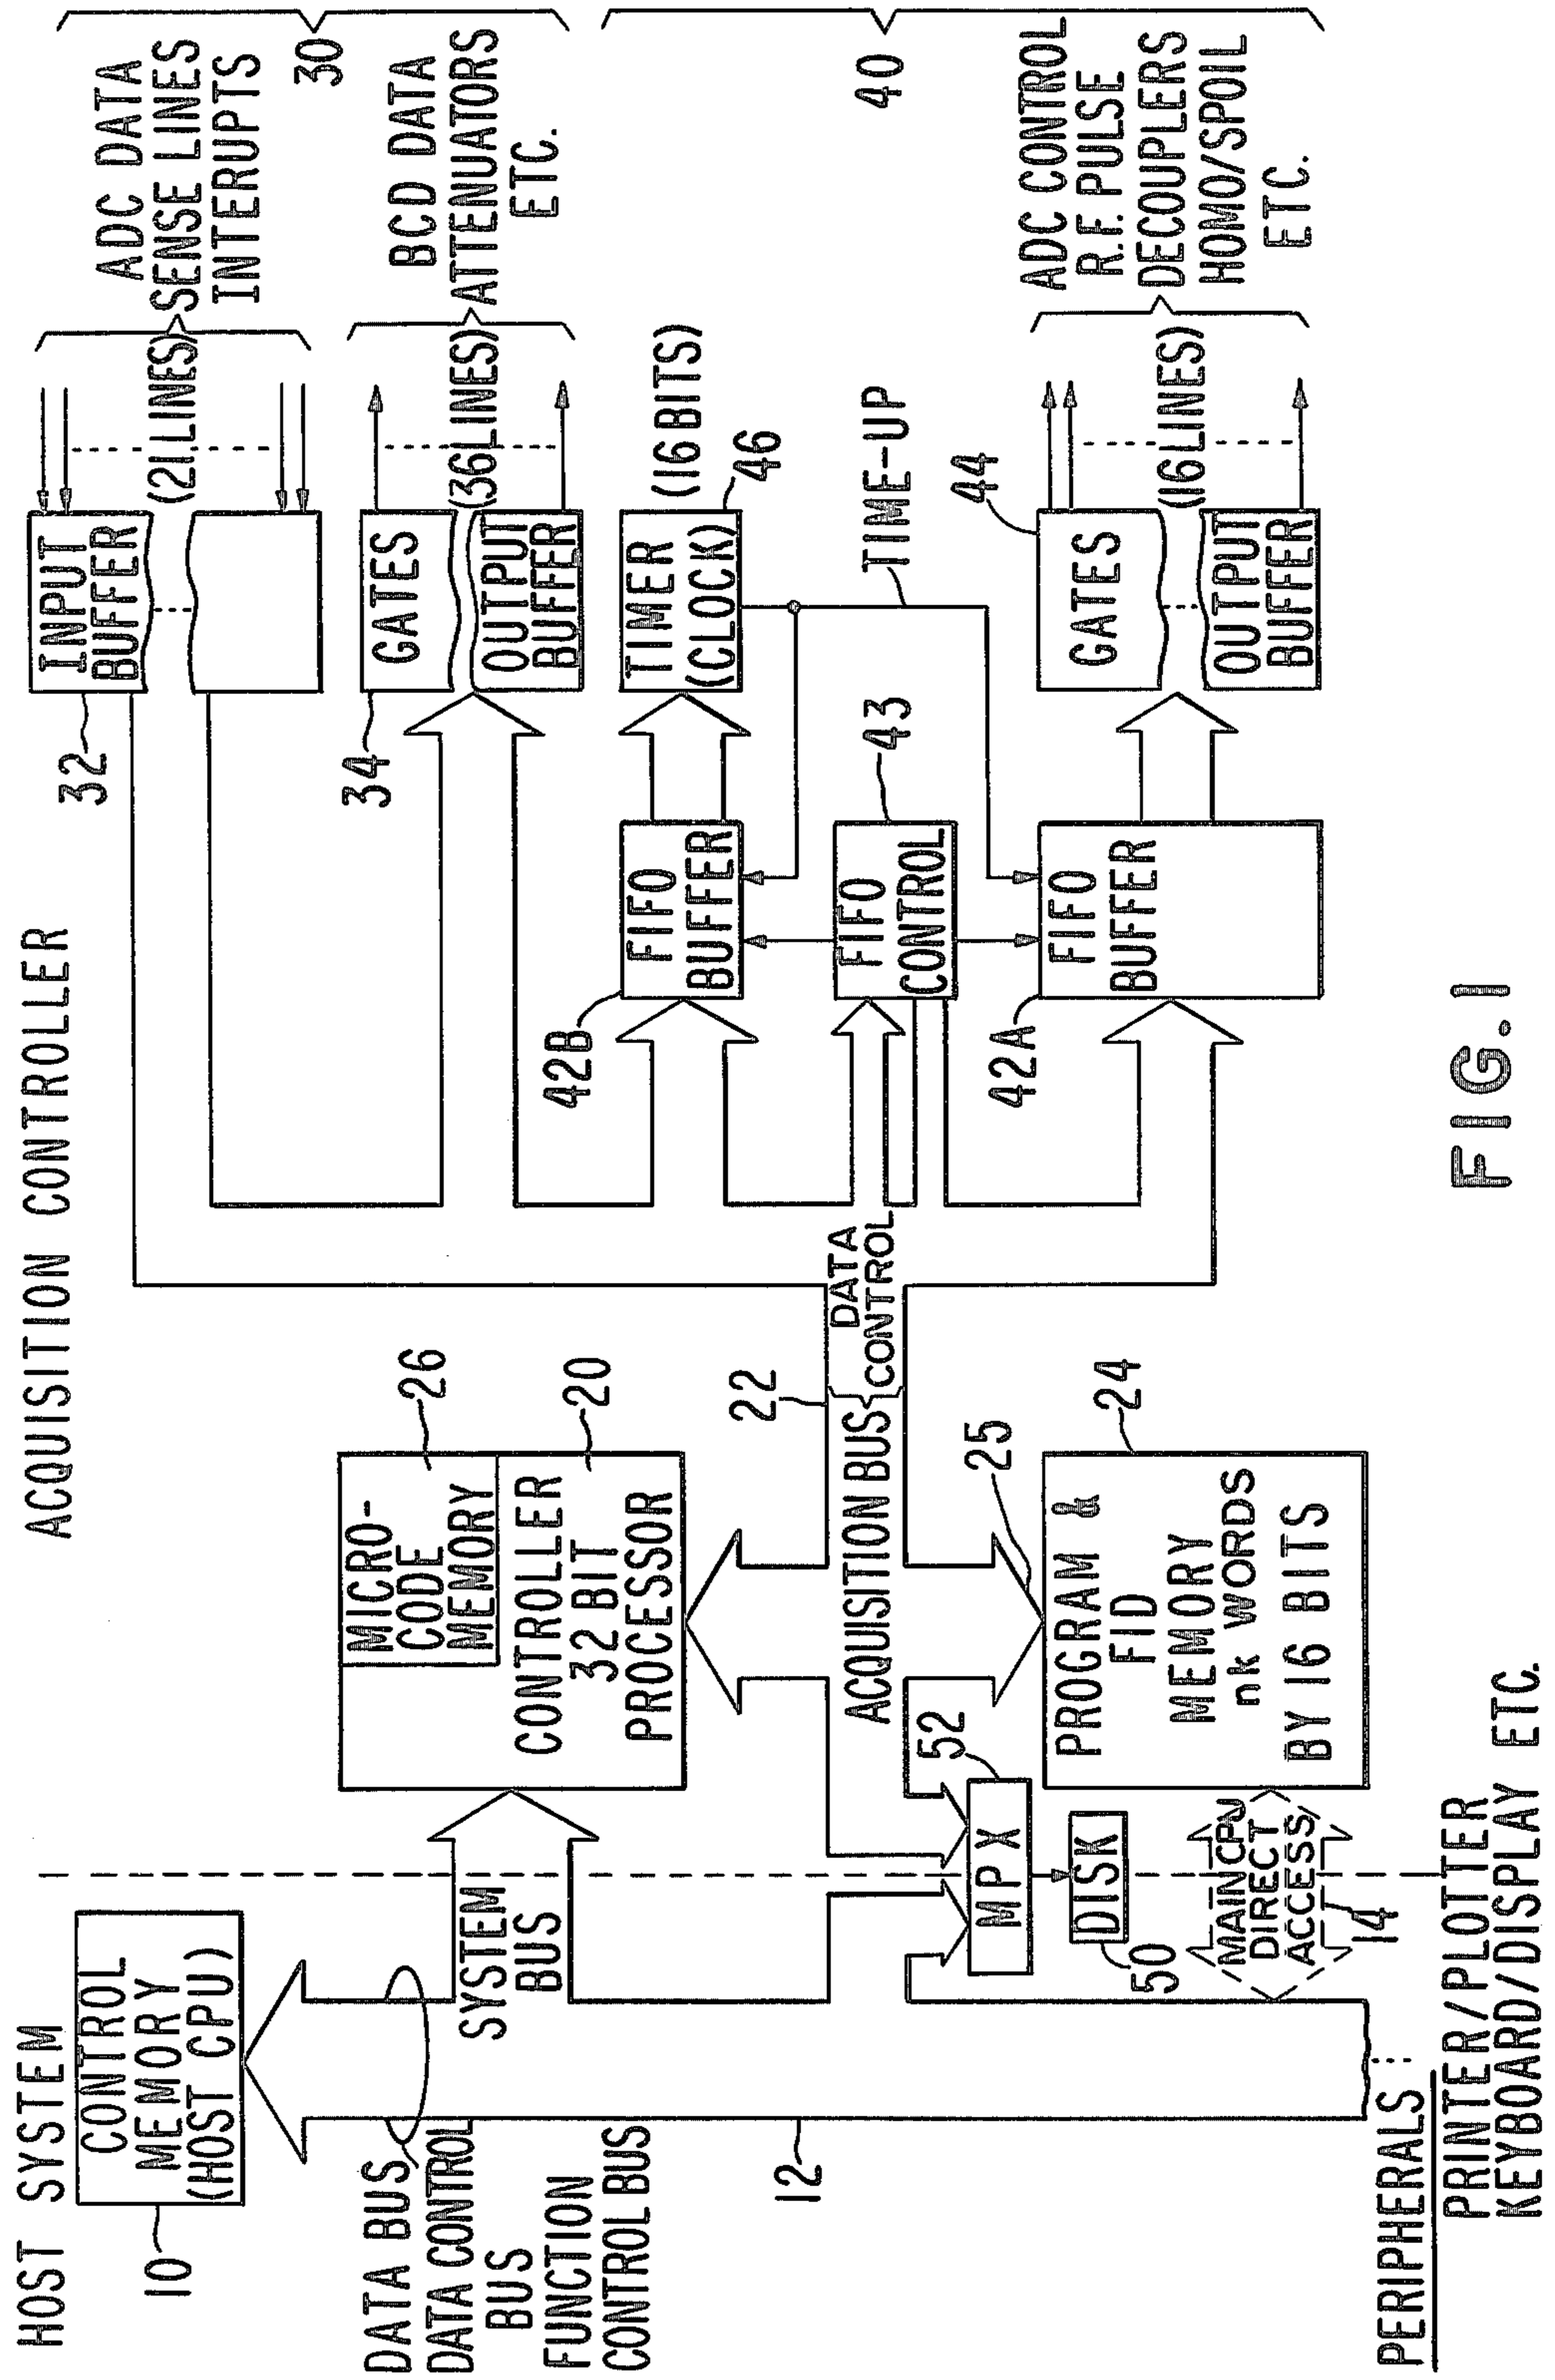 HOST SYSTEM
ACQUISITION CONTROLLER
CONTROL
MEMORY
(HOST CPU)
10
DATA BUS
DATA CONTROL
BUS
FUNCTION
CONTROL BUS
12
SYSTEM
BUS
PERIPHERALS
PRINTER/PLOTTER
KEYBOARD/DISPLAY ETC.
MAIN CPU
DIRECT
ACCESS
14
MPX
52
DISK
50
MICRO-
CODE
MEMORY
26
CONTROLLER
32 BIT
PROCESSOR
20
ACQUISITION BUS
22
DATA
CONTROL
25
PROGRAM &
FID
MEMORY
nk WORDS
BY 16 BITS
24
INPUT
BUFFER
32
(21 LINES)
ADC DATA
SENSE LINES
INTERUPTS
30
GATES
OUTPUT
BUFFER
34
(36 LINES)
BCD DATA
ATTENUATORS
ETC.
FIFO
BUFFER
42B
TIMER
(CLOCK)
46
(16 BITS)
TIME-UP
FIFO
CONTROL
43
FIFO
BUFFER
42A
GATES
OUTPUT
BUFFER
44
(16 LINES)
40
ADC CONTROL
R.F. PULSE
DECOUPLERS
HOMO/SPOIL
ETC.
FIG.1